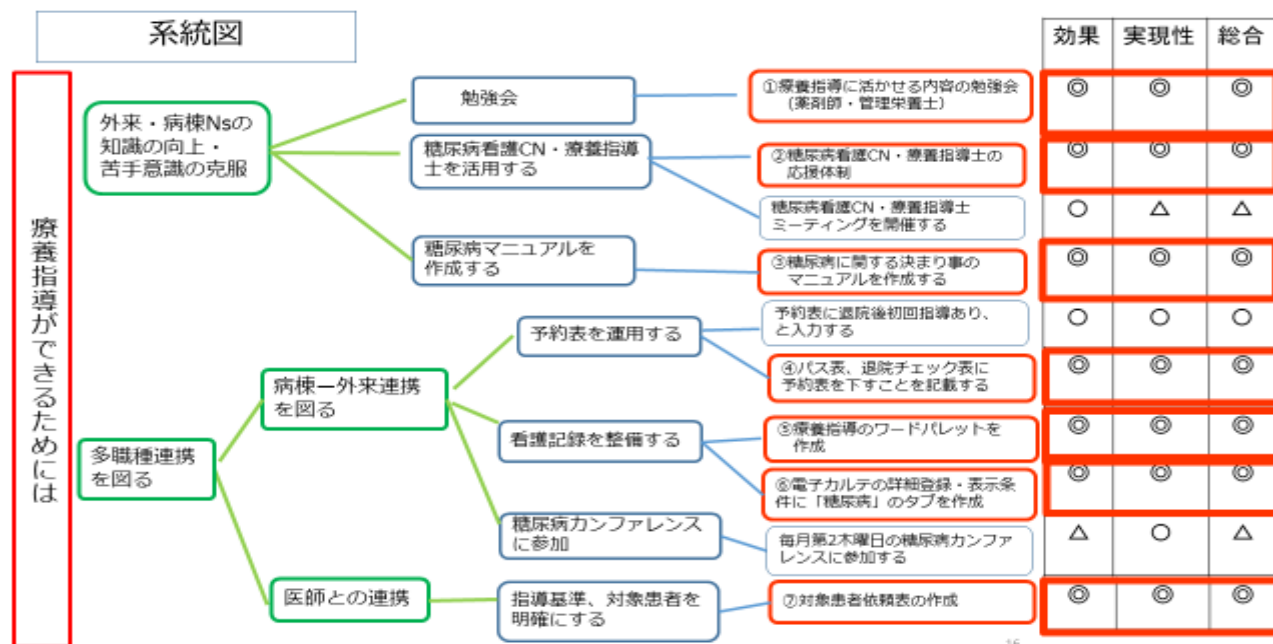 系統図
効果 実現性 総合
療養指導ができるためには
外来・病棟Nsの
知識の向上・
苦手意識の克服
勉強会
①療養指導に活かせる内容の勉強会
(薬剤師・管理栄養士)
◎ ◎ ◎
糖尿病看護CN・療養指導
士を活用する
②糖尿病看護CN・療養指導士の
応援体制
◎ ◎ ◎
糖尿病看護CN・療養指導士
ミーティングを開催する
○ △ △
糖尿病マニュアルを
作成する
③糖尿病に関する決まり事の
マニュアルを作成する
◎ ◎ ◎
多職種連携
を図る
病棟ー外来連携
を図る
予約表を運用する
予約表に退院後初回指導あり、
と入力する
○ ○ ○
④パス表、退院チェック表に
予約表を下すことを記載する
◎ ◎ ◎
看護記録を整備する
⑤療養指導のワードパレットを
作成
◎ ◎ ◎
⑥電子カルテの詳細登録・表示条
件に「糖尿病」のタブを作成
◎ ◎ ◎
糖尿病カンファレンス
に参加
毎月第2木曜日の糖尿病カンファ
レンスに参加する
△ ○ △
医師との連携
指導基準、対象患者を
明確にする
⑦対象患者依頼表の作成
◎ ◎ ◎
16